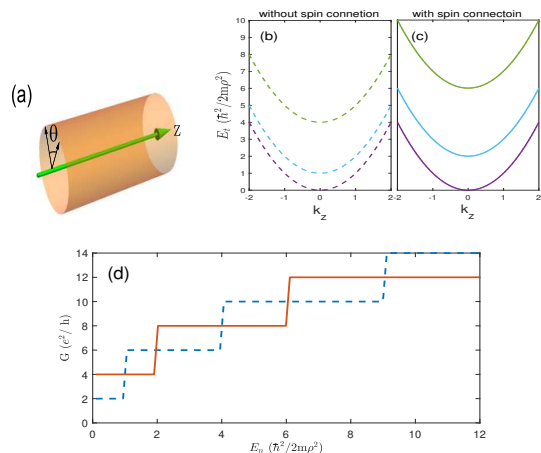 without spin connetion
with spin connectoin
(a)
θ
Z
(b)
10
9
8
7
6
5
4
3
2
1
0
E_t (ħ²/2mρ²)
-2 -1 0 1 2
k_z
(c)
-2 -1 0 1 2
k_z
(d)
14
12
10
8
6
4
2
0
G (e²/ h)
0 2 4 6 8 10 12
E_n (ħ²/2mρ²)